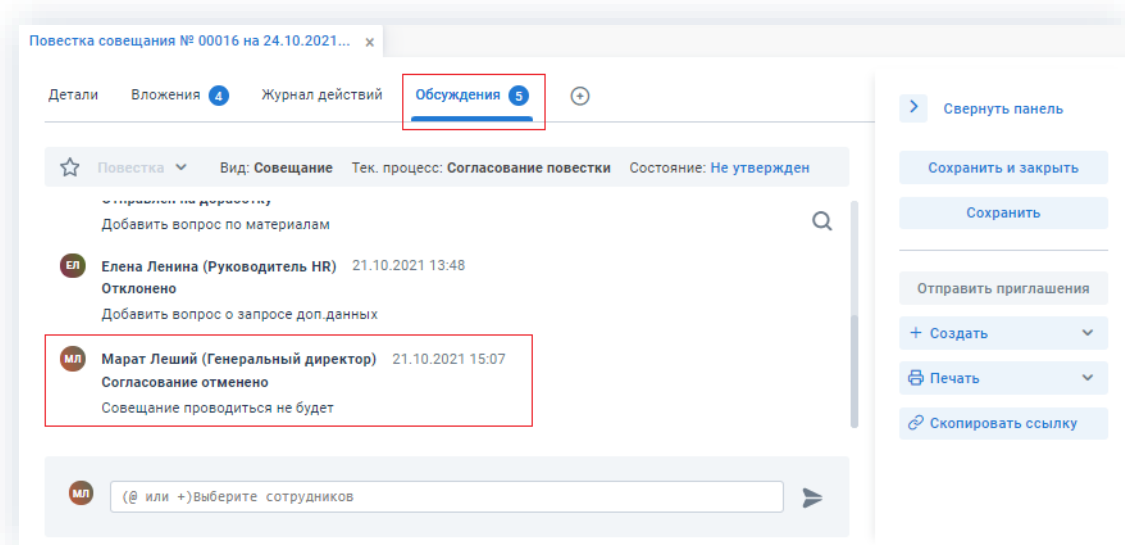 Повестка совещания № 00016 на 24.10.2021... x
Детали Вложения 4 Журнал действий Обсуждения 5
Повестка Вид: Совещание Тек. процесс: Согласование повестки Состояние: Не утвержден
Отправлен на доработку
Добавить вопрос по материалам
ЕЛ Елена Ленина (Руководитель HR) 21.10.2021 13:48
Отклонено
Добавить вопрос о запросе доп.данных
МЛ Марат Леший (Генеральный директор) 21.10.2021 15:07
Согласование отменено
Совещание проводиться не будет
МЛ (@ или +)Выберите сотрудников
Свернуть панель
Сохранить и закрыть
Сохранить
Отправить приглашения
+ Создать
Печать
Скопировать ссылку